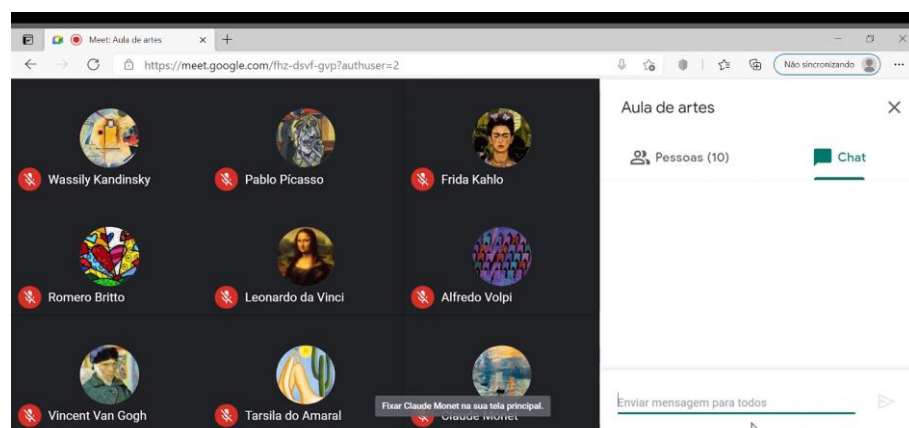 Meet: Aula de artes
https://meet.google.com/fhz-dsvf-gvp?authuser=2
Não sincronizando
Wassily Kandinsky
Pablo Picasso
Frida Kahlo
Romero Britto
Leonardo da Vinci
Alfredo Volpi
Vincent Van Gogh
Tarsila do Amaral
Fixar Claude Monet na sua tela principal.
Claude Monet
Aula de artes
Pessoas (10)
Chat
Enviar mensagem para todos